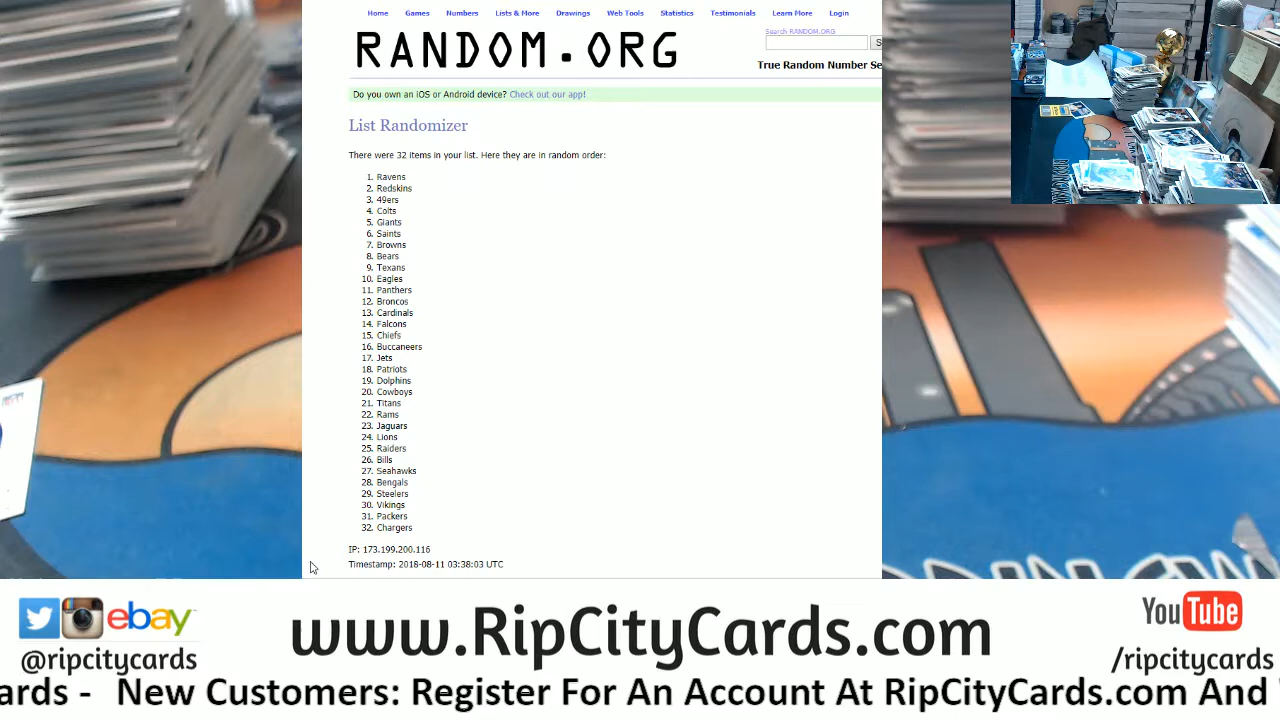 Home Games Numbers Lists & More Drawings Web Tools Statistics Testimonials Learn More Login
RANDOM.ORG
Search RANDOM.ORG
S
True Random Number Se
Do you own an iOS or Android device? Check out our app!
List Randomizer
There were 32 items in your list. Here they are in random order:
1. Ravens
2. Redskins
3. 49ers
4. Colts
5. Giants
6. Saints
7. Browns
8. Bears
9. Texans
10. Eagles
11. Panthers
12. Broncos
13. Cardinals
14. Falcons
15. Chiefs
16. Buccaneers
17. Jets
18. Patriots
19. Dolphins
20. Cowboys
21. Titans
22. Rams
23. Jaguars
24. Lions
25. Raiders
26. Bills
27. Seahawks
28. Bengals
29. Steelers
30. Vikings
31. Packers
32. Chargers
IP: 173.199.200.116
Timestamp: 2018-08-11 03:38:03 UTC
ebay
@ripcitycards
www.RipCityCards.com
YouTube
/ripcitycards
ards - New Customers: Register For An Account At RipCityCards.com And